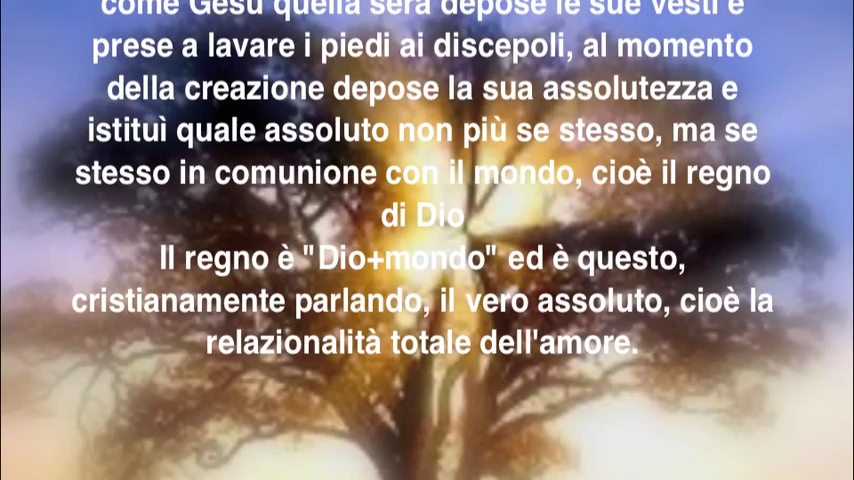 come Gesù quella sera depose le sue vesti e
prese a lavare i piedi ai discepoli, al momento
della creazione depose la sua assolutezza e
istituì quale assoluto non più se stesso, ma se
stesso in comunione con il mondo, cioè il regno
di Dio
Il regno è "Dio+mondo" ed è questo,
cristianamente parlando, il vero assoluto, cioè la
relazionalità totale dell'amore.